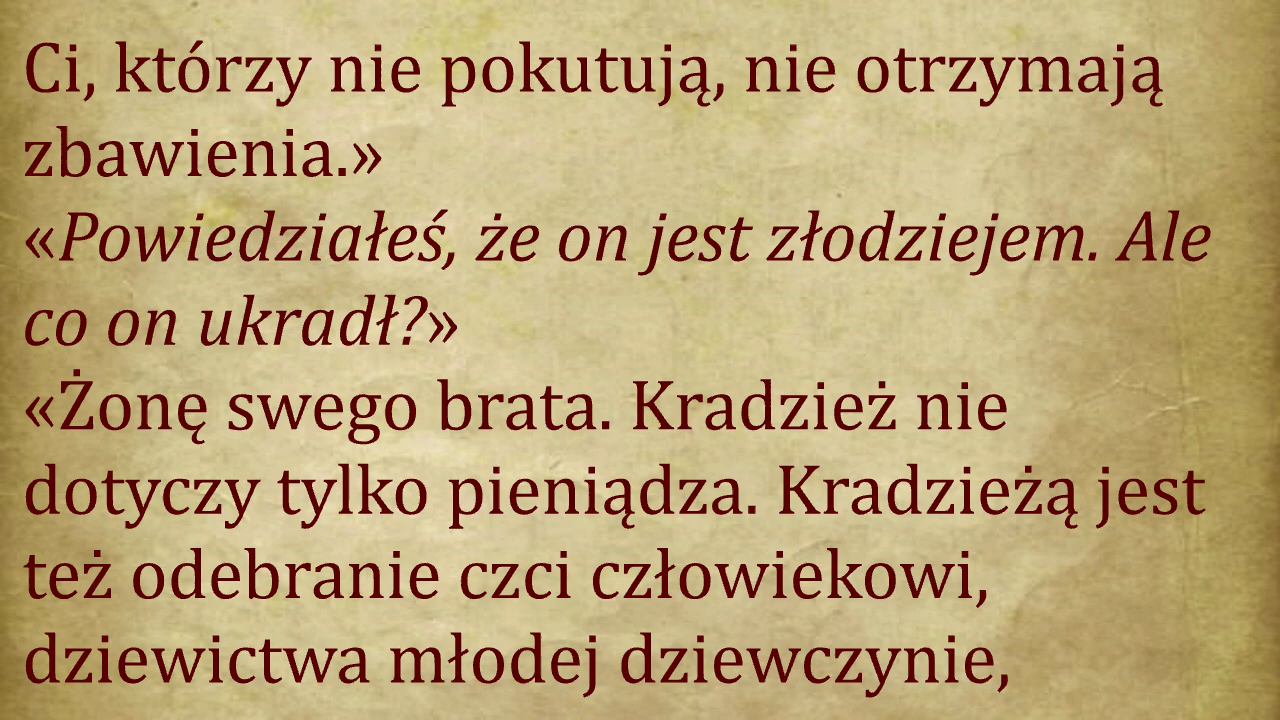 Ci, którzy nie pokutują, nie otrzymają
zbawienia.»
«Powiedziałeś, że on jest złodziejem. Ale
co on ukradł?»
«Żonę swego brata. Kradzież nie
dotyczy tylko pieniądza. Kradzieżą jest
też odebranie czci człowiekowi,
dziewictwa młodej dziewczynie,